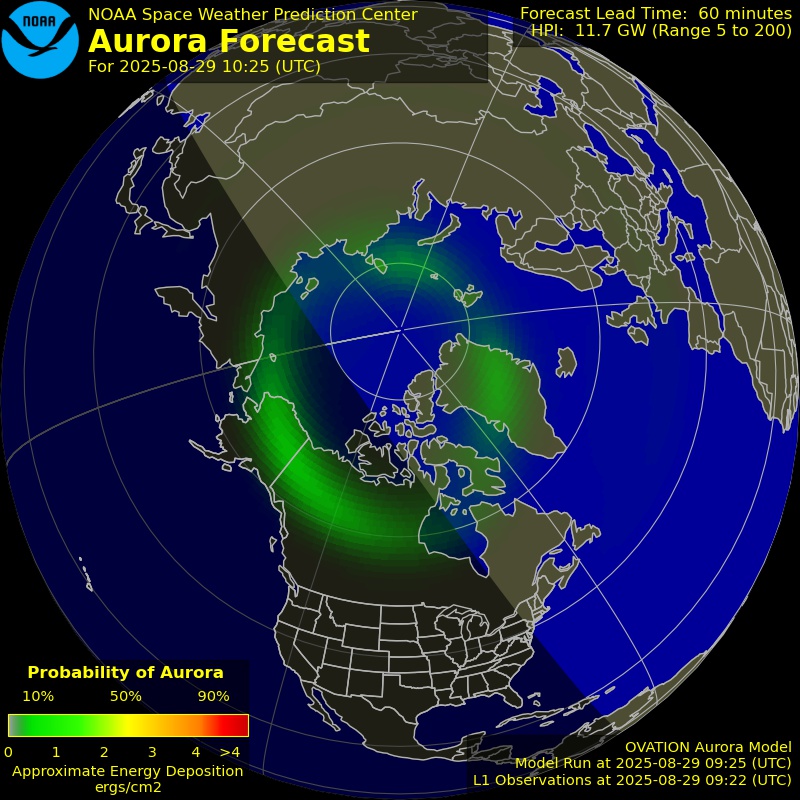 NOAA
NOAA Space Weather Prediction Center
Aurora Forecast
For 2025-08-29 10:25 (UTC)
Forecast Lead Time: 60 minutes
HPI: 11.7 GW (Range 5 to 200)
Probability of Aurora
10% 50% 90%
0 1 2 3 4 >4
Approximate Energy Deposition
ergs/cm2
OVATION Aurora Model
Model Run at 2025-08-29 09:25 (UTC)
L1 Observations at 2025-08-29 09:22 (UTC)